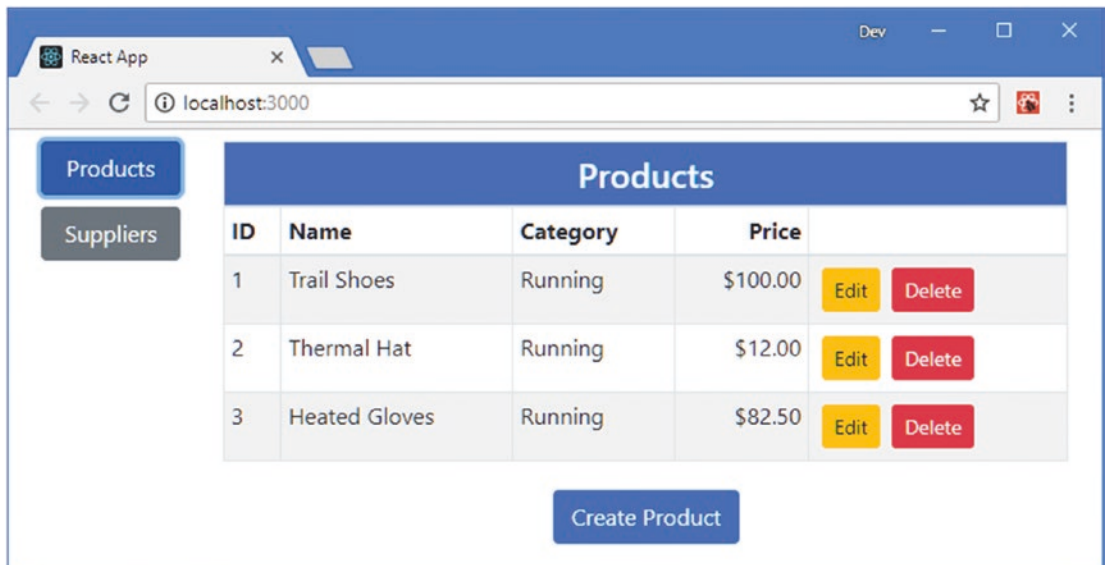 Dev
React App
localhost:3000
Products
Suppliers
Products
ID Name Category Price
1 Trail Shoes Running $100.00 Edit Delete
2 Thermal Hat Running $12.00 Edit Delete
3 Heated Gloves Running $82.50 Edit Delete
Create Product